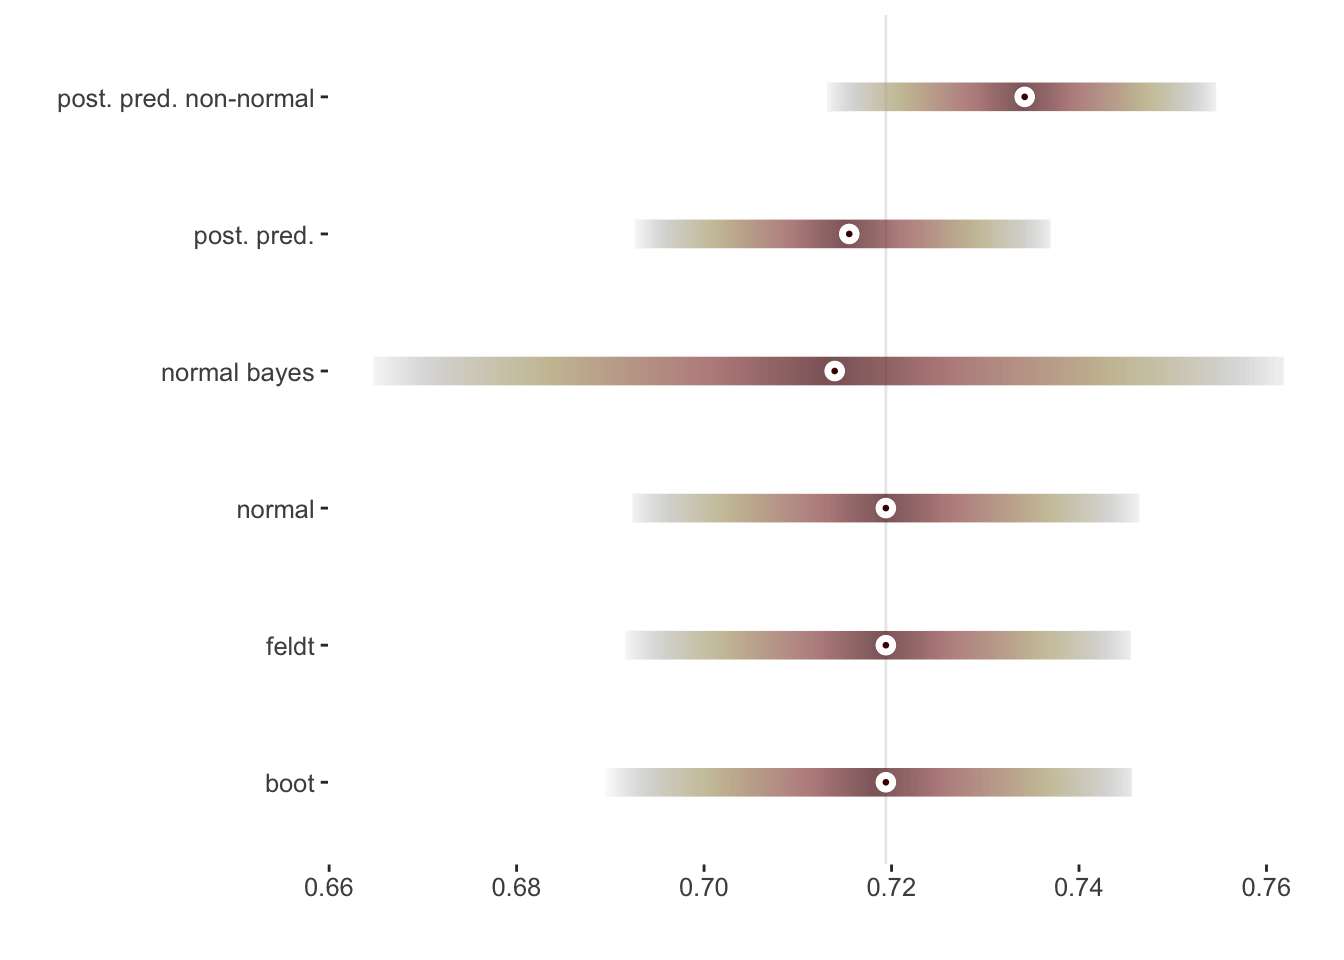 post. pred. non-normal
post. pred.
normal bayes
normal
feldt
boot
0.66 0.68 0.70 0.72 0.74 0.76